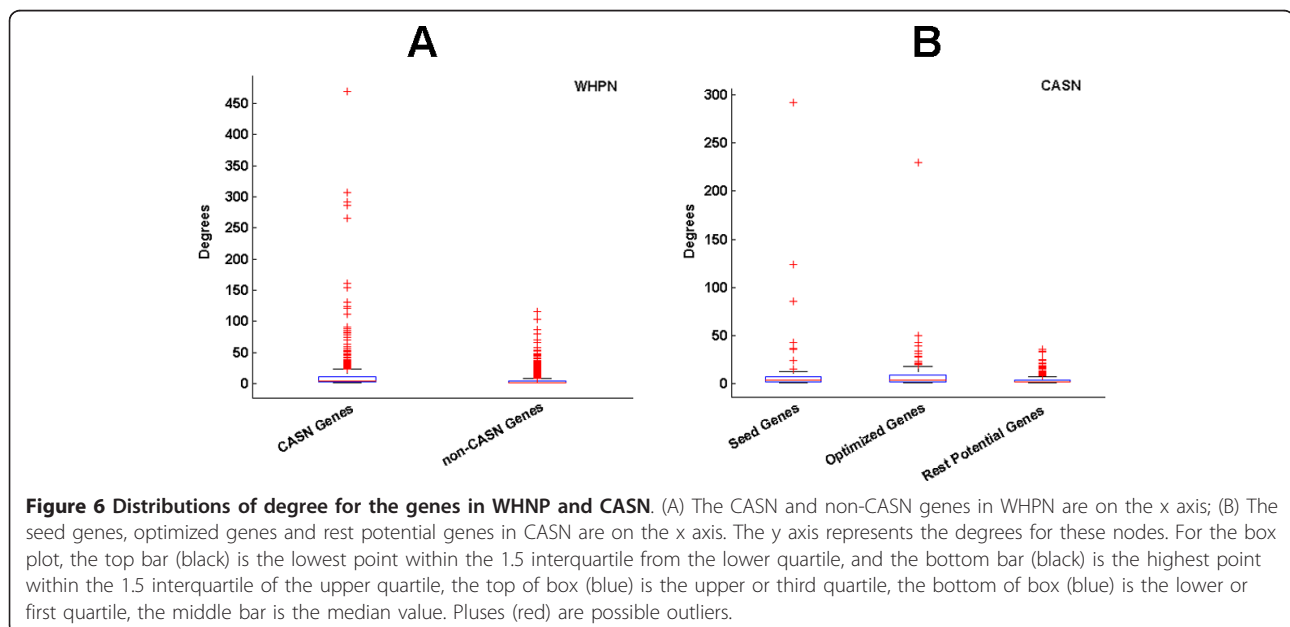 A
B
WHPN
CASN
450
400
350
300
250
200
150
100
50
0
Degrees
CASN Genes
non-CASN Genes
300
250
200
150
100
50
0
Degrees
Seed Genes
Optimized Genes
Rest Potential Genes
Figure 6 Distributions of degree for the genes in WHNP and CASN. (A) The CASN and non-CASN genes in WHPN are on the x axis; (B) The
seed genes, optimized genes and rest potential genes in CASN are on the x axis. The y axis represents the degrees for these nodes. For the box
plot, the top bar (black) is the lowest point within the 1.5 interquartile from the lower quartile, and the bottom bar (black) is the highest point
within the 1.5 interquartile of the upper quartile, the top of box (blue) is the upper or third quartile, the bottom of box (blue) is the lower or
first quartile, the middle bar is the median value. Pluses (red) are possible outliers.